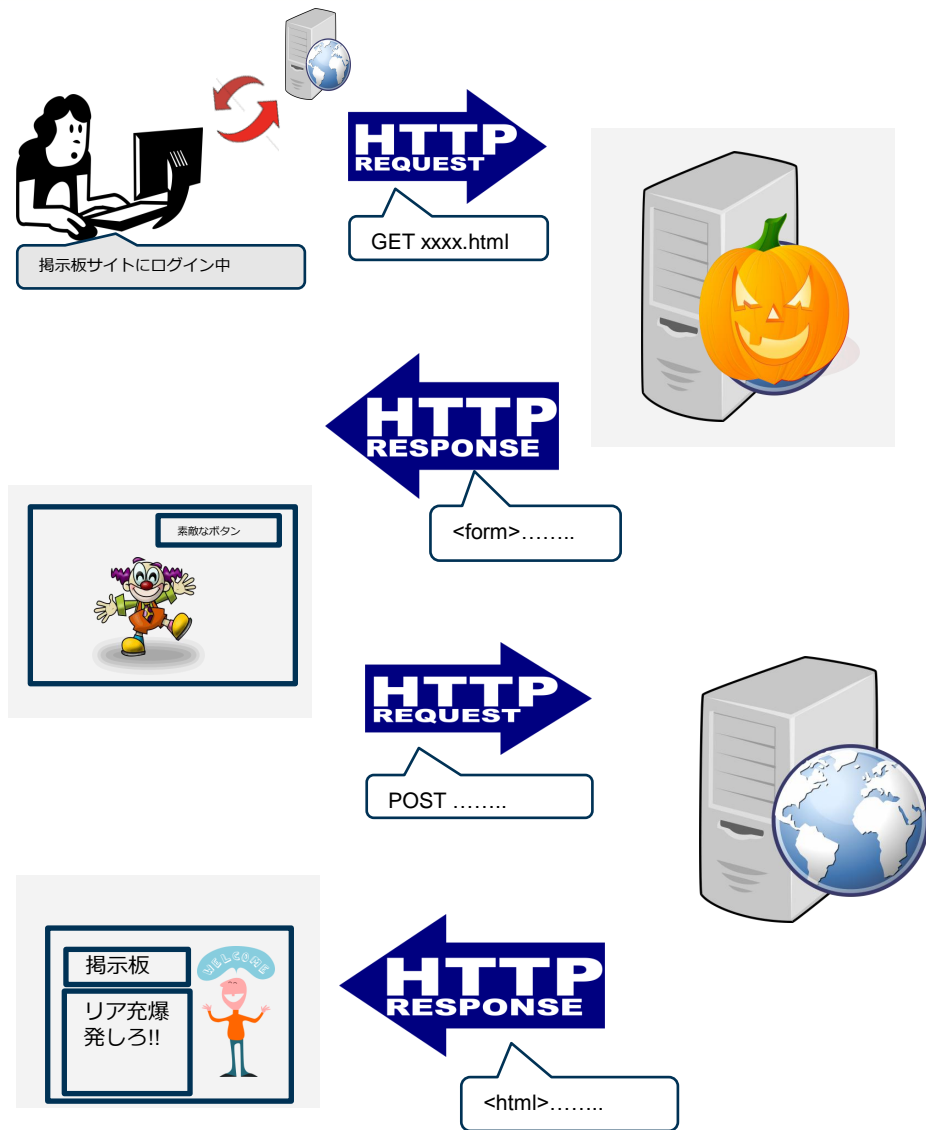 HTTP
REQUEST
GET xxxx.html
掲示板サイトにログイン中
HTTP
RESPONSE
<form>……..
素敵なボタン
HTTP
REQUEST
POST ……..
掲示板
WELCOME
リア充爆
発しろ!!
HTTP
RESPONSE
<html>……..